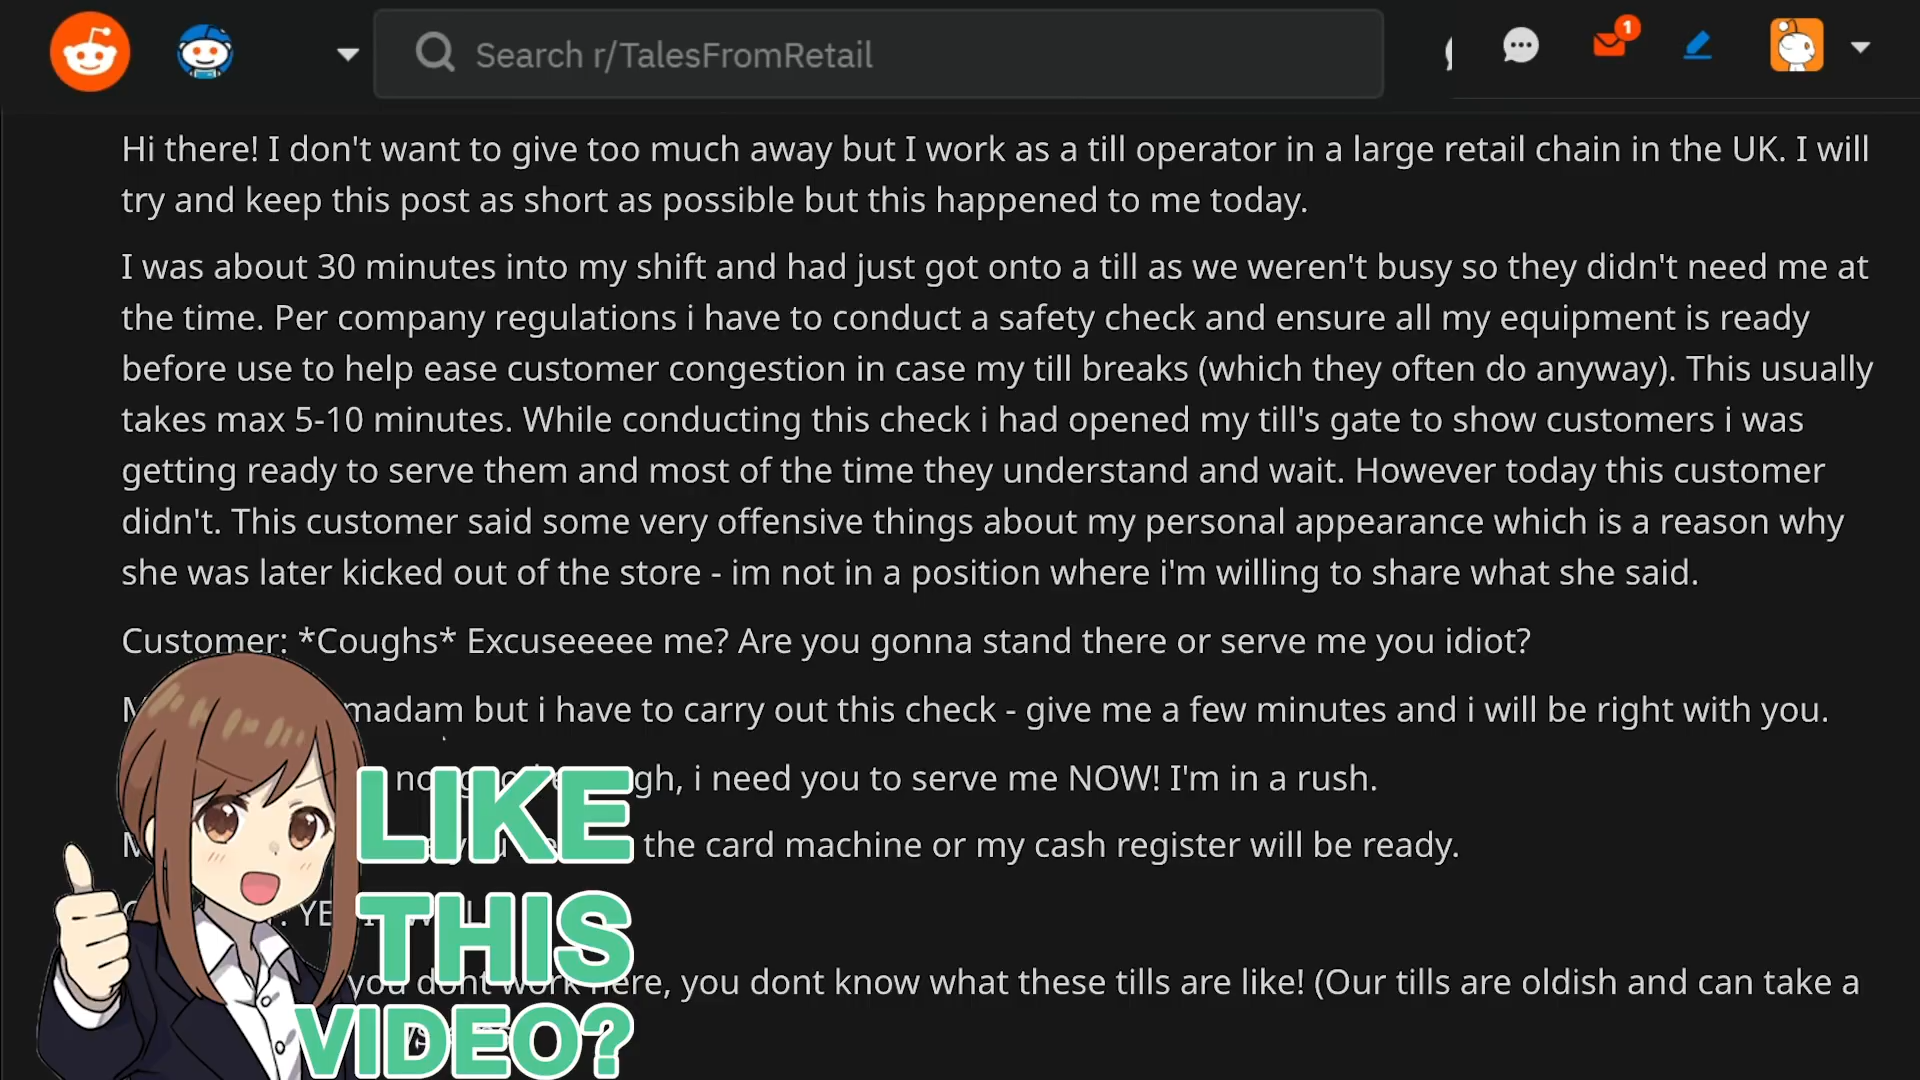 Search r/TalesFromRetail
1
Hi there! I don't want to give too much away but I work as a till operator in a large retail chain in the UK. I will
try and keep this post as short as possible but this happened to me today.
I was about 30 minutes into my shift and had just got onto a till as we weren't busy so they didn't need me at
the time. Per company regulations i have to conduct a safety check and ensure all my equipment is ready
before use to help ease customer congestion in case my till breaks (which they often do anyway). This usually
takes max 5-10 minutes. While conducting this check i had opened my till's gate to show customers i was
getting ready to serve them and most of the time they understand and wait. However today this customer
didn't. This customer said some very offensive things about my personal appearance which is a reason why
she was later kicked out of the store - im not in a position where i'm willing to share what she said.
Customer: *Coughs* Excuseeeee me? Are you gonna stand there or serve me you idiot?
madam but i have to carry out this check - give me a few minutes and i will be right with you.
i need you to serve me NOW! I'm in a rush.
the card machine or my cash register will be ready.
you dont work here, you dont know what these tills are like! (Our tills are oldish and can take a
LIKE
THIS
VIDEO?